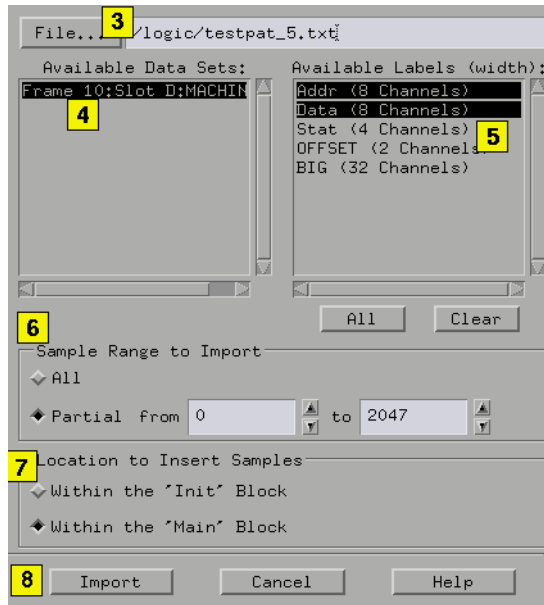 3
File... /logic/testpat_5.txt
Available Data Sets: Available Labels (width):
Frame 10:Slot D:MACHIN Addr (8 Channels)
4 Data (8 Channels)
Stat (4 Channels) 5
OFFSET (2 Channels)
BIG (32 Channels)
All Clear
6
Sample Range to Import
All
Partial from 0 to 2047
7 Location to Insert Samples
Within the "Init" Block
Within the "Main" Block
8 Import Cancel Help